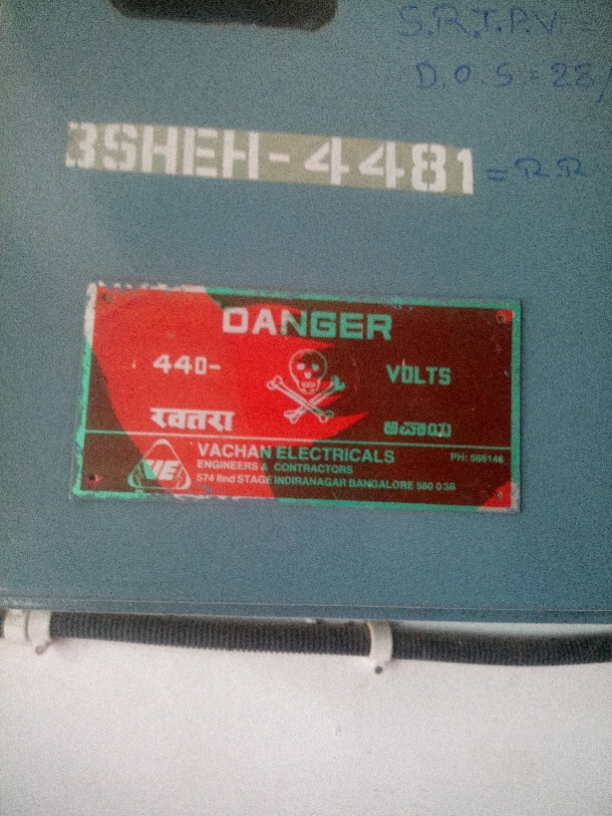 S.R.T.P.V =
D.O.S = 28/
3SHEH-4481 = R.R
DANGER
440- VOLTS
खतरा ಅಪಾಯ
VE
VACHAN ELECTRICALS PH: 566146
ENGINEERS & CONTRACTORS
574 IInd STAGE INDIRANAGAR BANGALORE 560 038